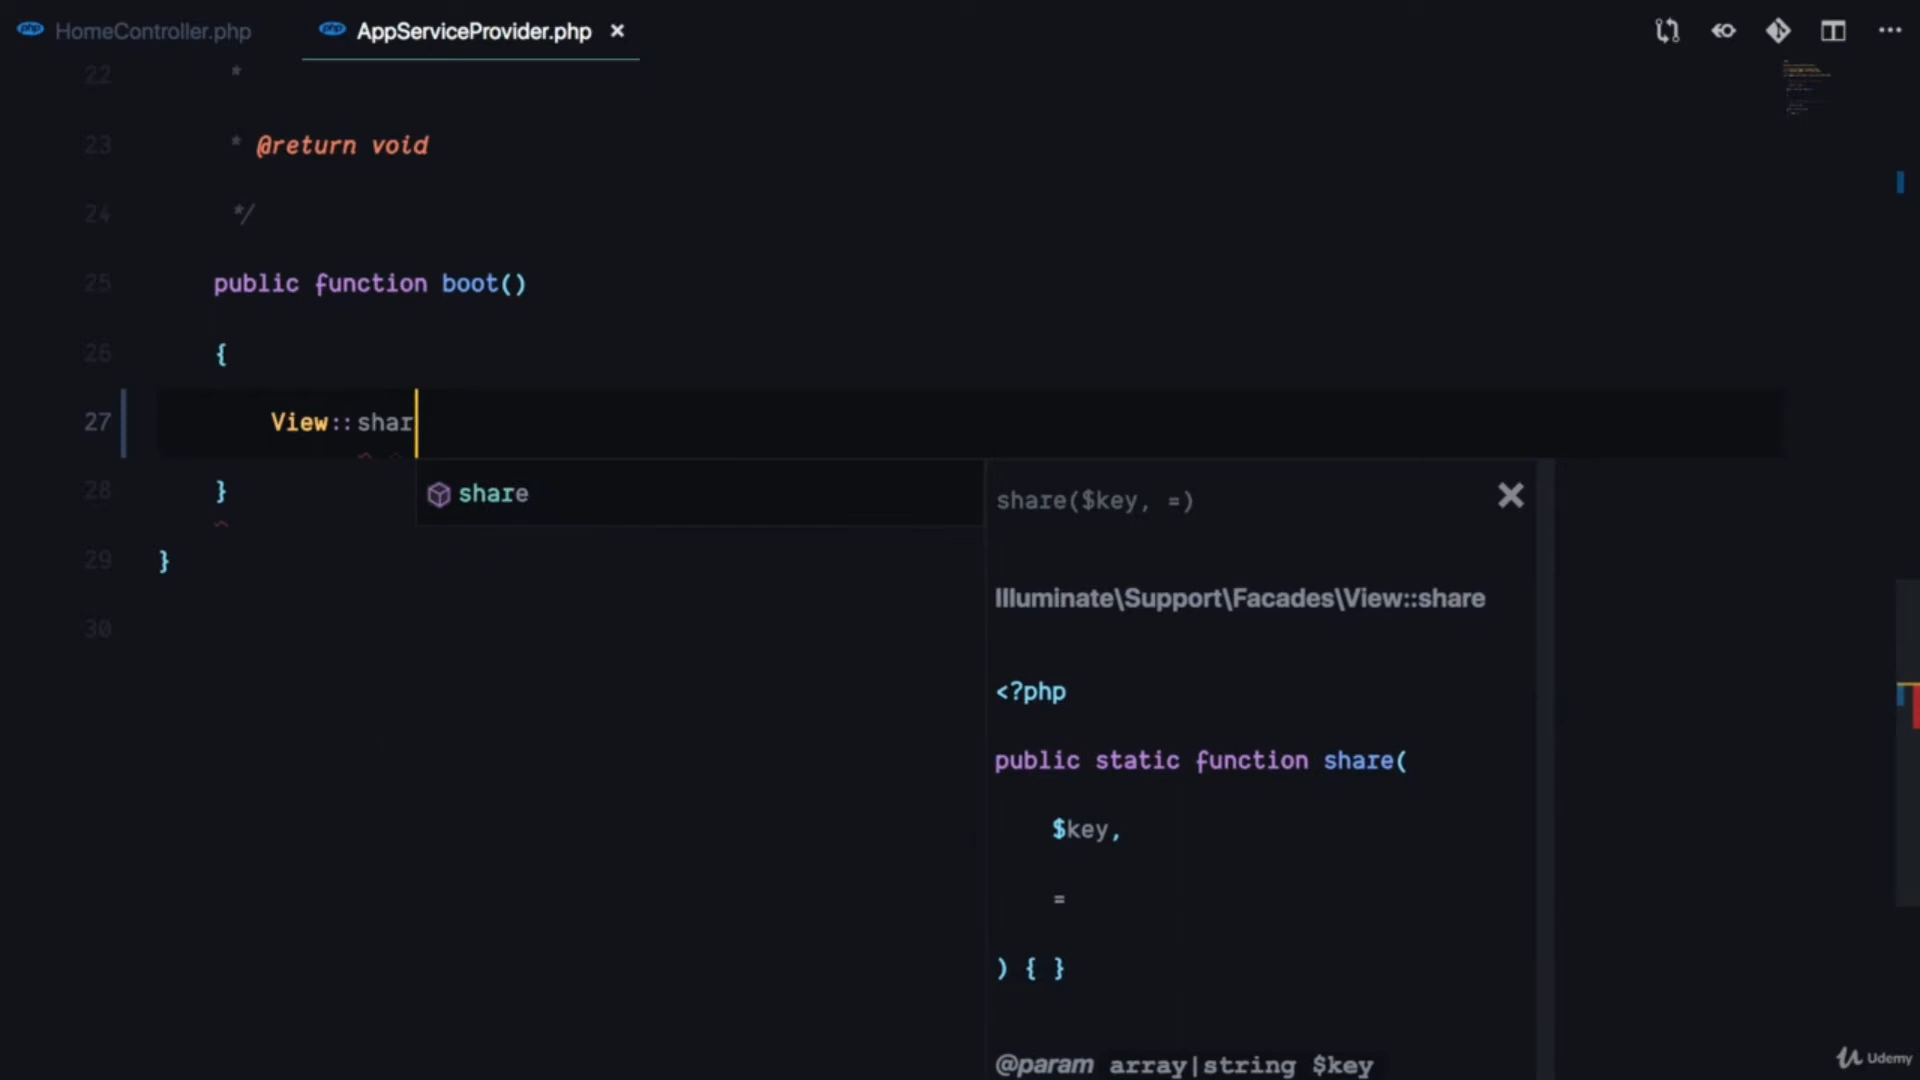 php HomeController.php
php AppServiceProvider.php ×
22 *
23 * @return void
24 */
25 public function boot()
26 {
27 View::shar
share
share($key, =)
28 }
29 }
30
Illuminate\Support\Facades\View::share
<?php
public static function share(
$key,
=
) { }
@param array|string $key
Udemy